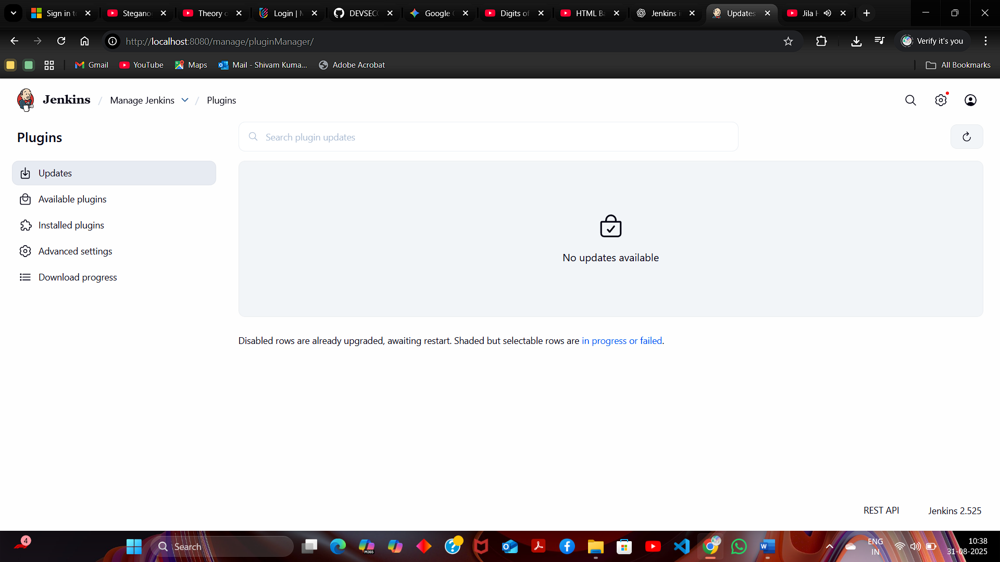 Sign in t
Stegano
Theory o
Login | M
DEVSEC
Google
Digits of
HTML Ba
Jenkins i
Updates
Jila H
http://localhost:8080/manage/pluginManager/
Verify it's you
Gmail
YouTube
Maps
Mail - Shivam Kuma...
Adobe Acrobat
All Bookmarks
Jenkins / Manage Jenkins / Plugins
Plugins
Search plugin updates
Updates
Available plugins
Installed plugins
Advanced settings
Download progress
No updates available
Disabled rows are already upgraded, awaiting restart. Shaded but selectable rows are in progress or failed.
REST API
Jenkins 2.525
4
Search
M365
ENG
IN
10:38
31-08-2025